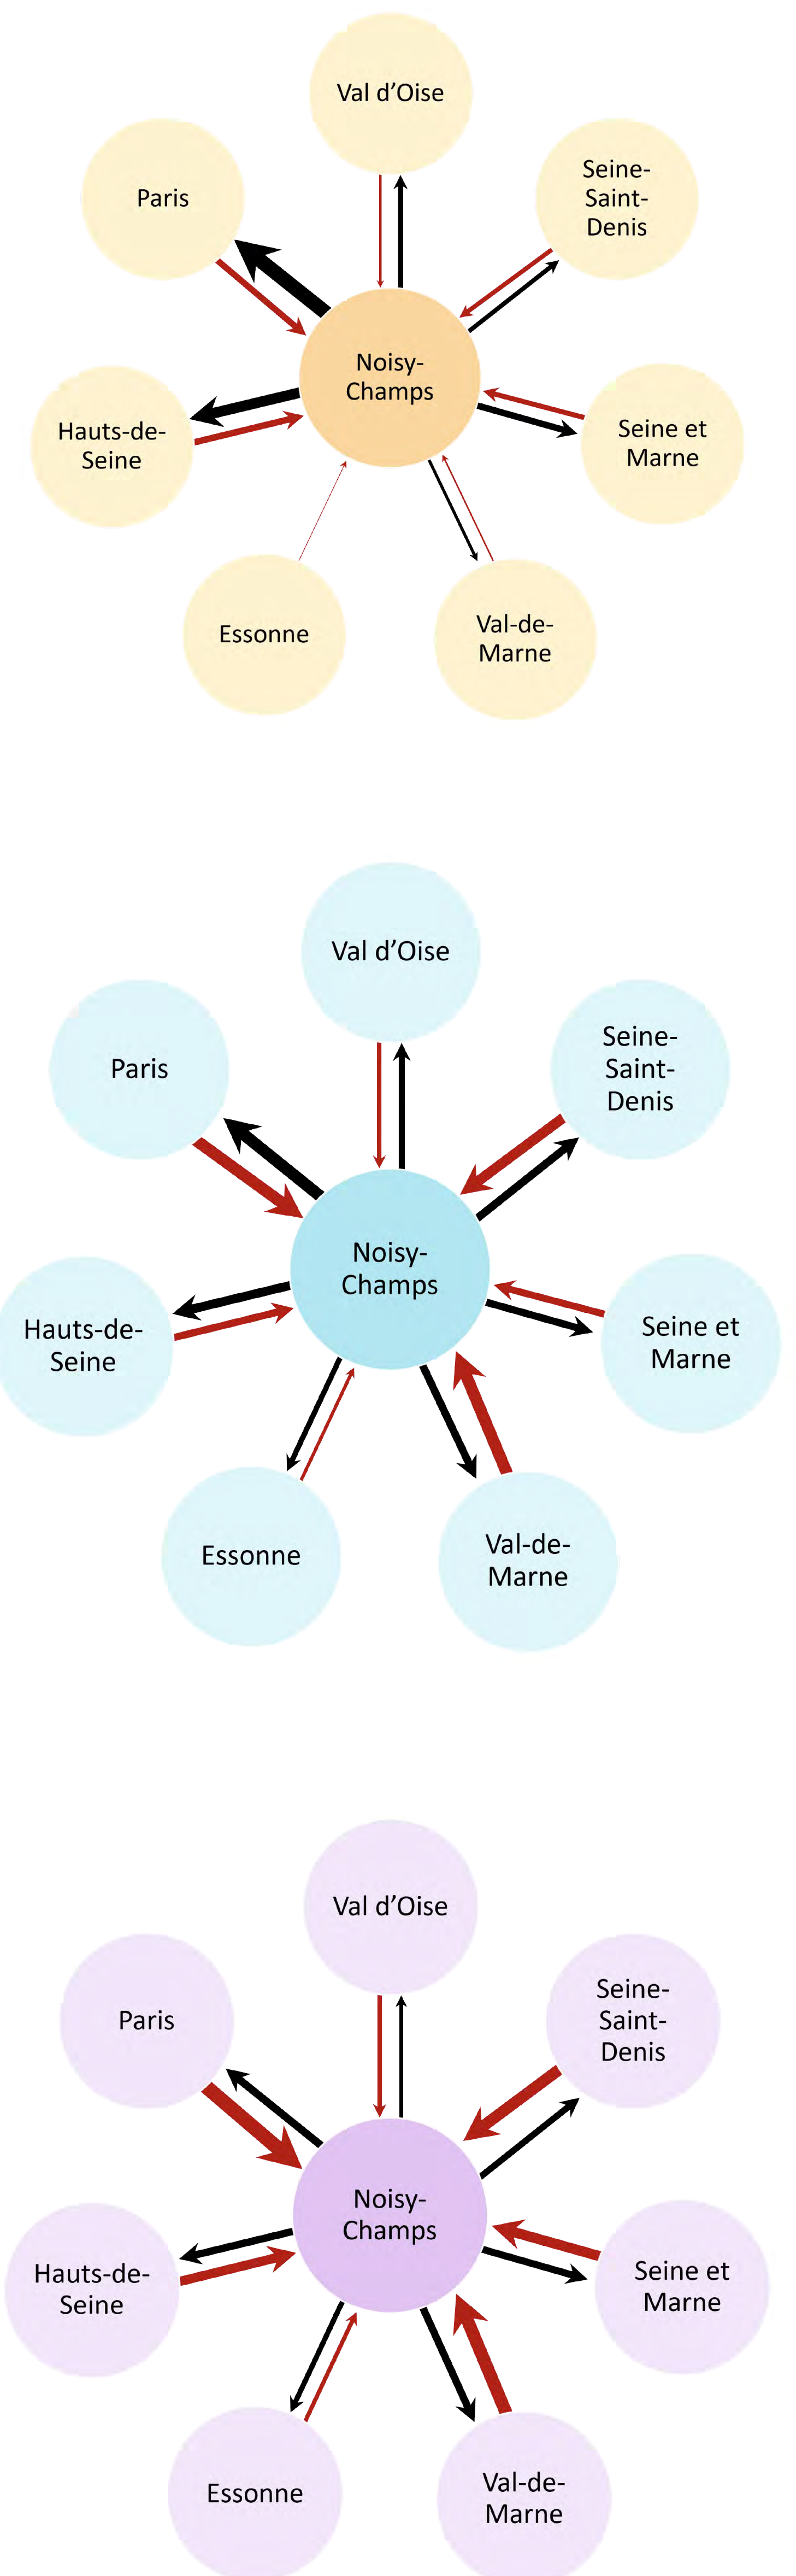 Val d’Oise
Seine-
Saint-
Denis
Paris
Noisy-
Champs
Hauts-de-
Seine
Seine et
Marne
Essonne
Val-de-
Marne
Val d’Oise
Seine-
Saint-
Denis
Paris
Noisy-
Champs
Hauts-de-
Seine
Seine et
Marne
Essonne
Val-de-
Marne
Val d’Oise
Seine-
Saint-
Denis
Paris
Noisy-
Champs
Hauts-de-
Seine
Seine et
Marne
Essonne
Val-de-
Marne